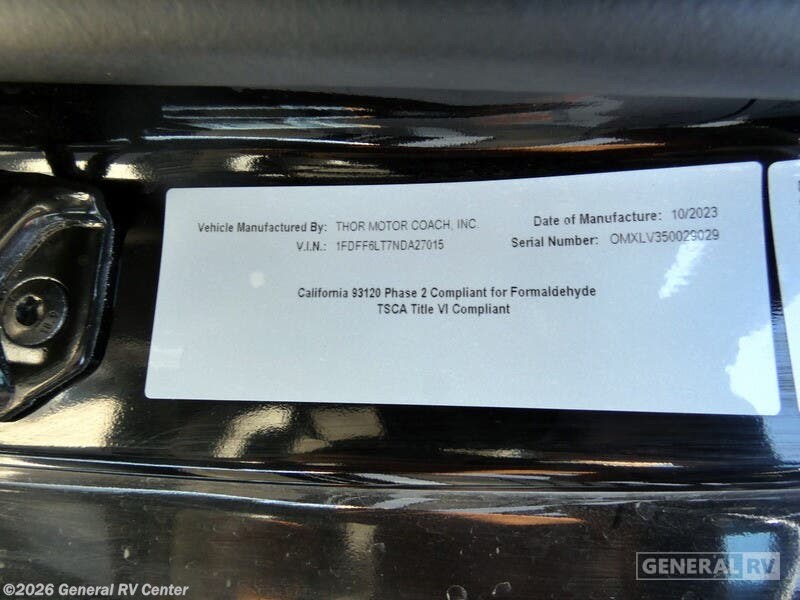 Vehicle Manufactured By: THOR MOTOR COACH, INC. Date of Manufacture: 10/2023
V.I.N.: 1FDFF6LT7NDA27015 Serial Number: OMXLV350029029
California 93120 Phase 2 Compliant for Formaldehyde
TSCA Title VI Compliant
GENERAL RV
©2026 General RV Center